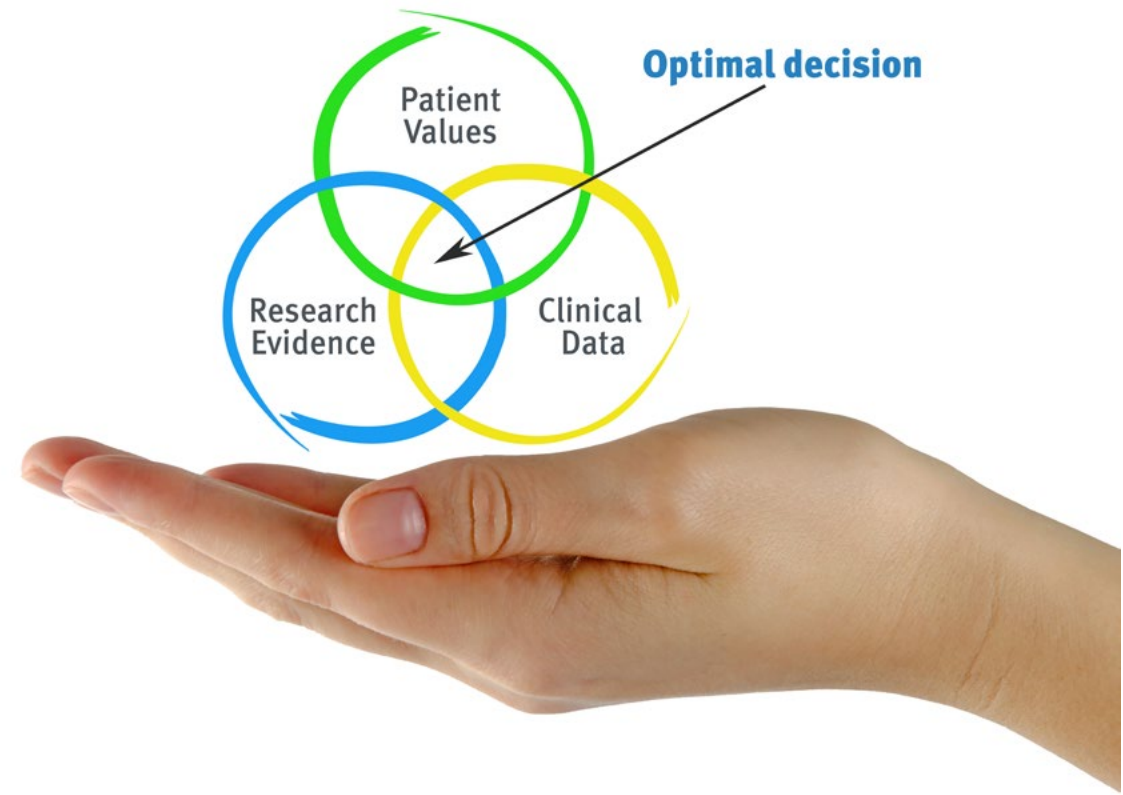 Optimal decision
Patient
Values
Research
Evidence
Clinical
Data